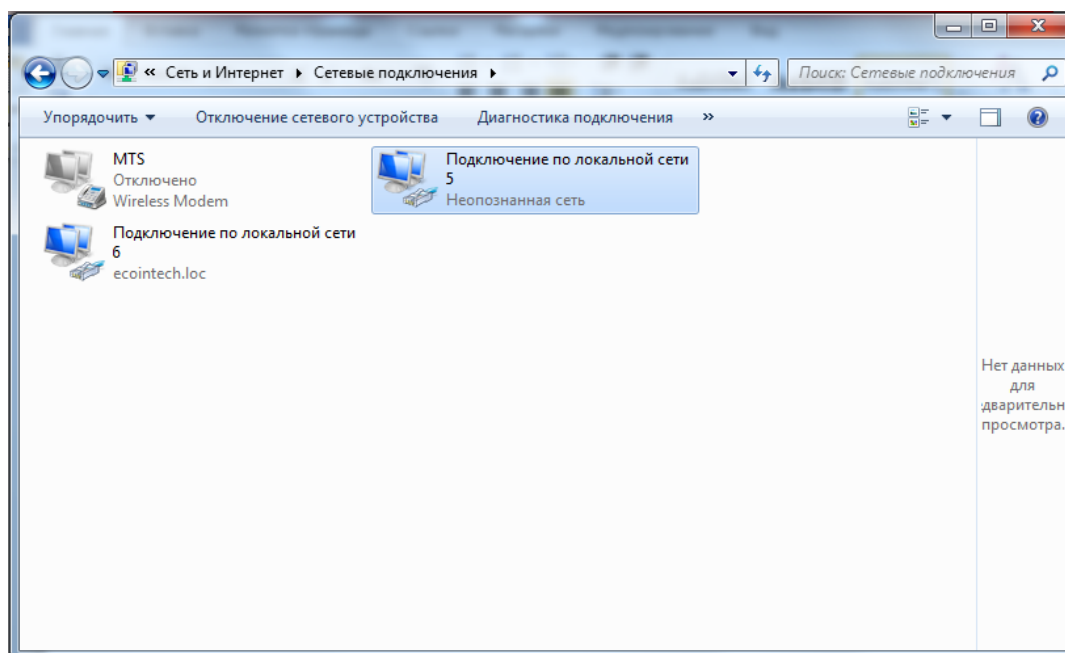 « Сеть и Интернет Сетевые подключения
Поиск: Сетевые подключения
Упорядочить Отключение сетевого устройства Диагностика подключения »
MTS
Отключено
Wireless Modem
Подключение по локальной сети
5
Неопознанная сеть
Подключение по локальной сети
6
ecointech.loc
Нет данных
для
дварительн
просмотра.